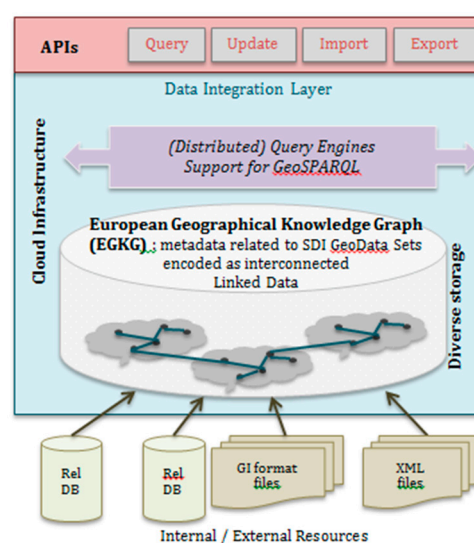 APIs
Query
Update
Import
Export
Data Integration Layer
Cloud Infrastructure
(Distributed) Query Engines
Support for GeoSPARQL
European Geographical Knowledge Graph
(EGKG) ; metadata related to SDI GeoData Sets
encoded as interconnected
Linked Data
Diverse storage
Rel
DB
Rel
DB
GI format
files
XML
files
Internal / External Resources